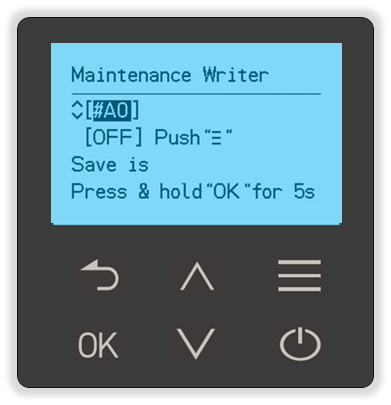 Maintenance Writer
[#A0]
[OFF] Push "Ξ"
Save is
Press & hold "OK" for 5s
OK